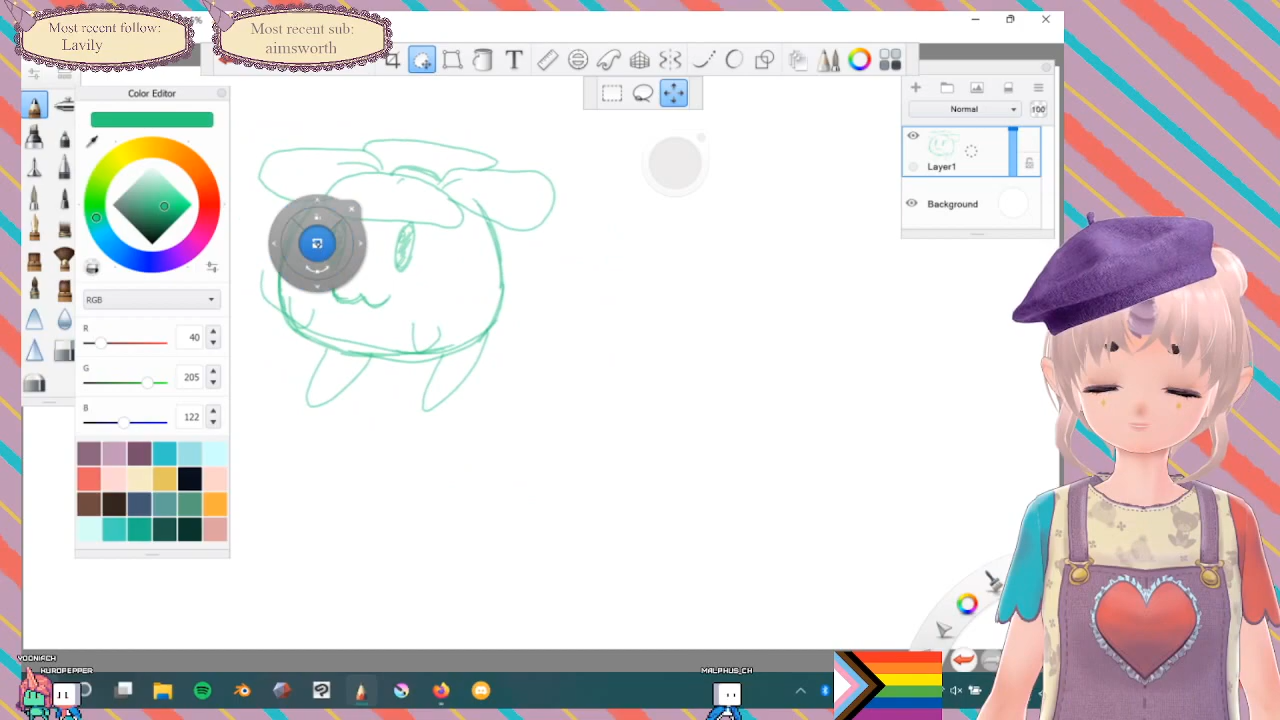 Most recent follow:
Lavily
Most recent sub:
aimsworth
Color Editor
RGB
R
40
G
205
B
122
Normal
100
Layer1
Background
YOONIACH
KUROPEPPER
MALPHUS_CH